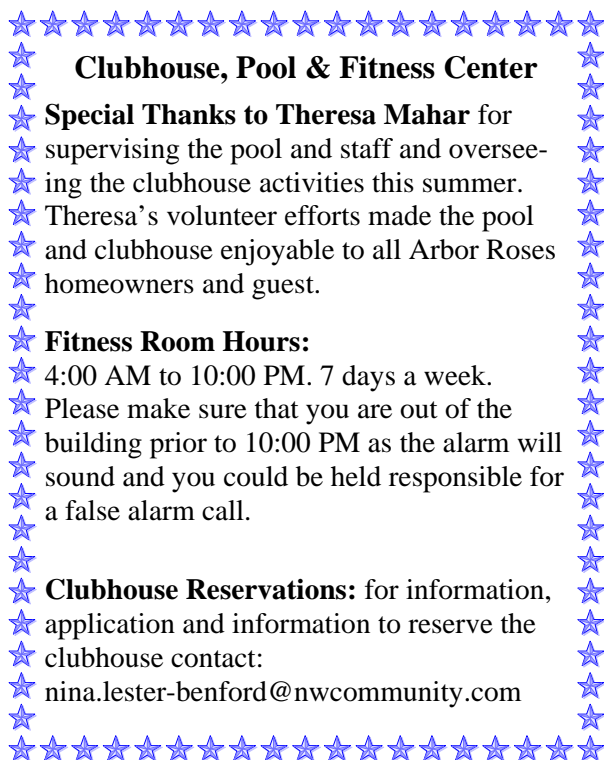 Clubhouse, Pool & Fitness Center
Special Thanks to Theresa Mahar for
supervising the pool and staff and oversee-
ing the clubhouse activities this summer.
Theresa's volunteer efforts made the pool
and clubhouse enjoyable to all Arbor Roses
homeowners and guest.
Fitness Room Hours:
4:00 AM to 10:00 PM. 7 days a week.
Please make sure that you are out of the
building prior to 10:00 PM as the alarm will
sound and you could be held responsible for
a false alarm call.
Clubhouse Reservations: for information,
application and information to reserve the
clubhouse contact:
nina.lester-benford@nwcommunity.com